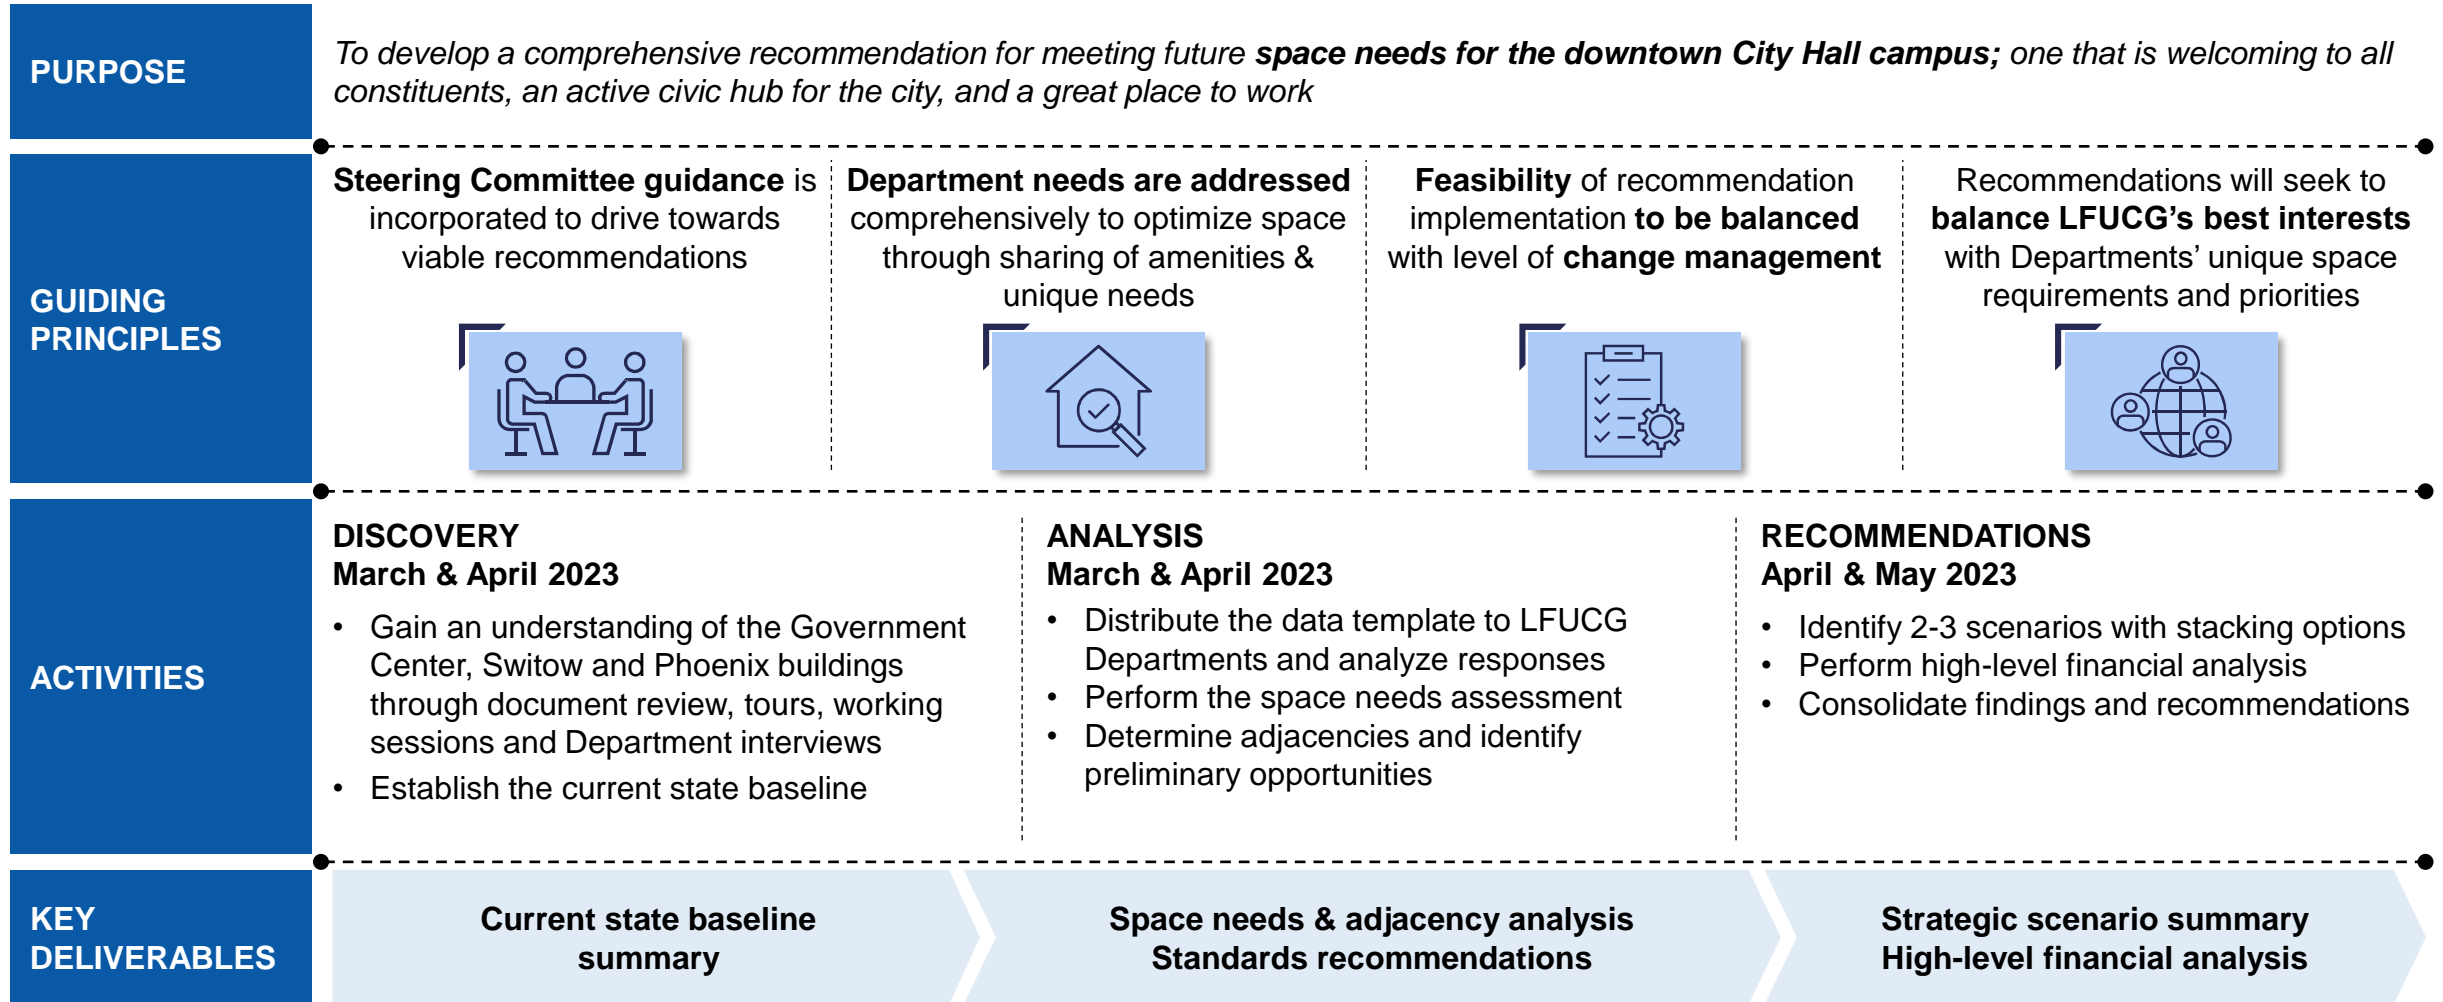 PURPOSE
To develop a comprehensive recommendation for meeting future space needs for the downtown City Hall campus; one that is welcoming to all
constituents, an active civic hub for the city, and a great place to work
GUIDING
PRINCIPLES
Steering Committee guidance is
incorporated to drive towards
viable recommendations
Department needs are addressed
comprehensively to optimize space
through sharing of amenities &
unique needs
Feasibility of recommendation
implementation to be balanced
with level of change management
Recommendations will seek to
balance LFUCG’s best interests
with Departments’ unique space
requirements and priorities
ACTIVITIES
DISCOVERY
March & April 2023
• Gain an understanding of the Government
Center, Switow and Phoenix buildings
through document review, tours, working
sessions and Department interviews
• Establish the current state baseline
ANALYSIS
March & April 2023
• Distribute the data template to LFUCG
Departments and analyze responses
• Perform the space needs assessment
• Determine adjacencies and identify
preliminary opportunities
RECOMMENDATIONS
April & May 2023
• Identify 2-3 scenarios with stacking options
• Perform high-level financial analysis
• Consolidate findings and recommendations
KEY
DELIVERABLES
Current state baseline
summary
Space needs & adjacency analysis
Standards recommendations
Strategic scenario summary
High-level financial analysis